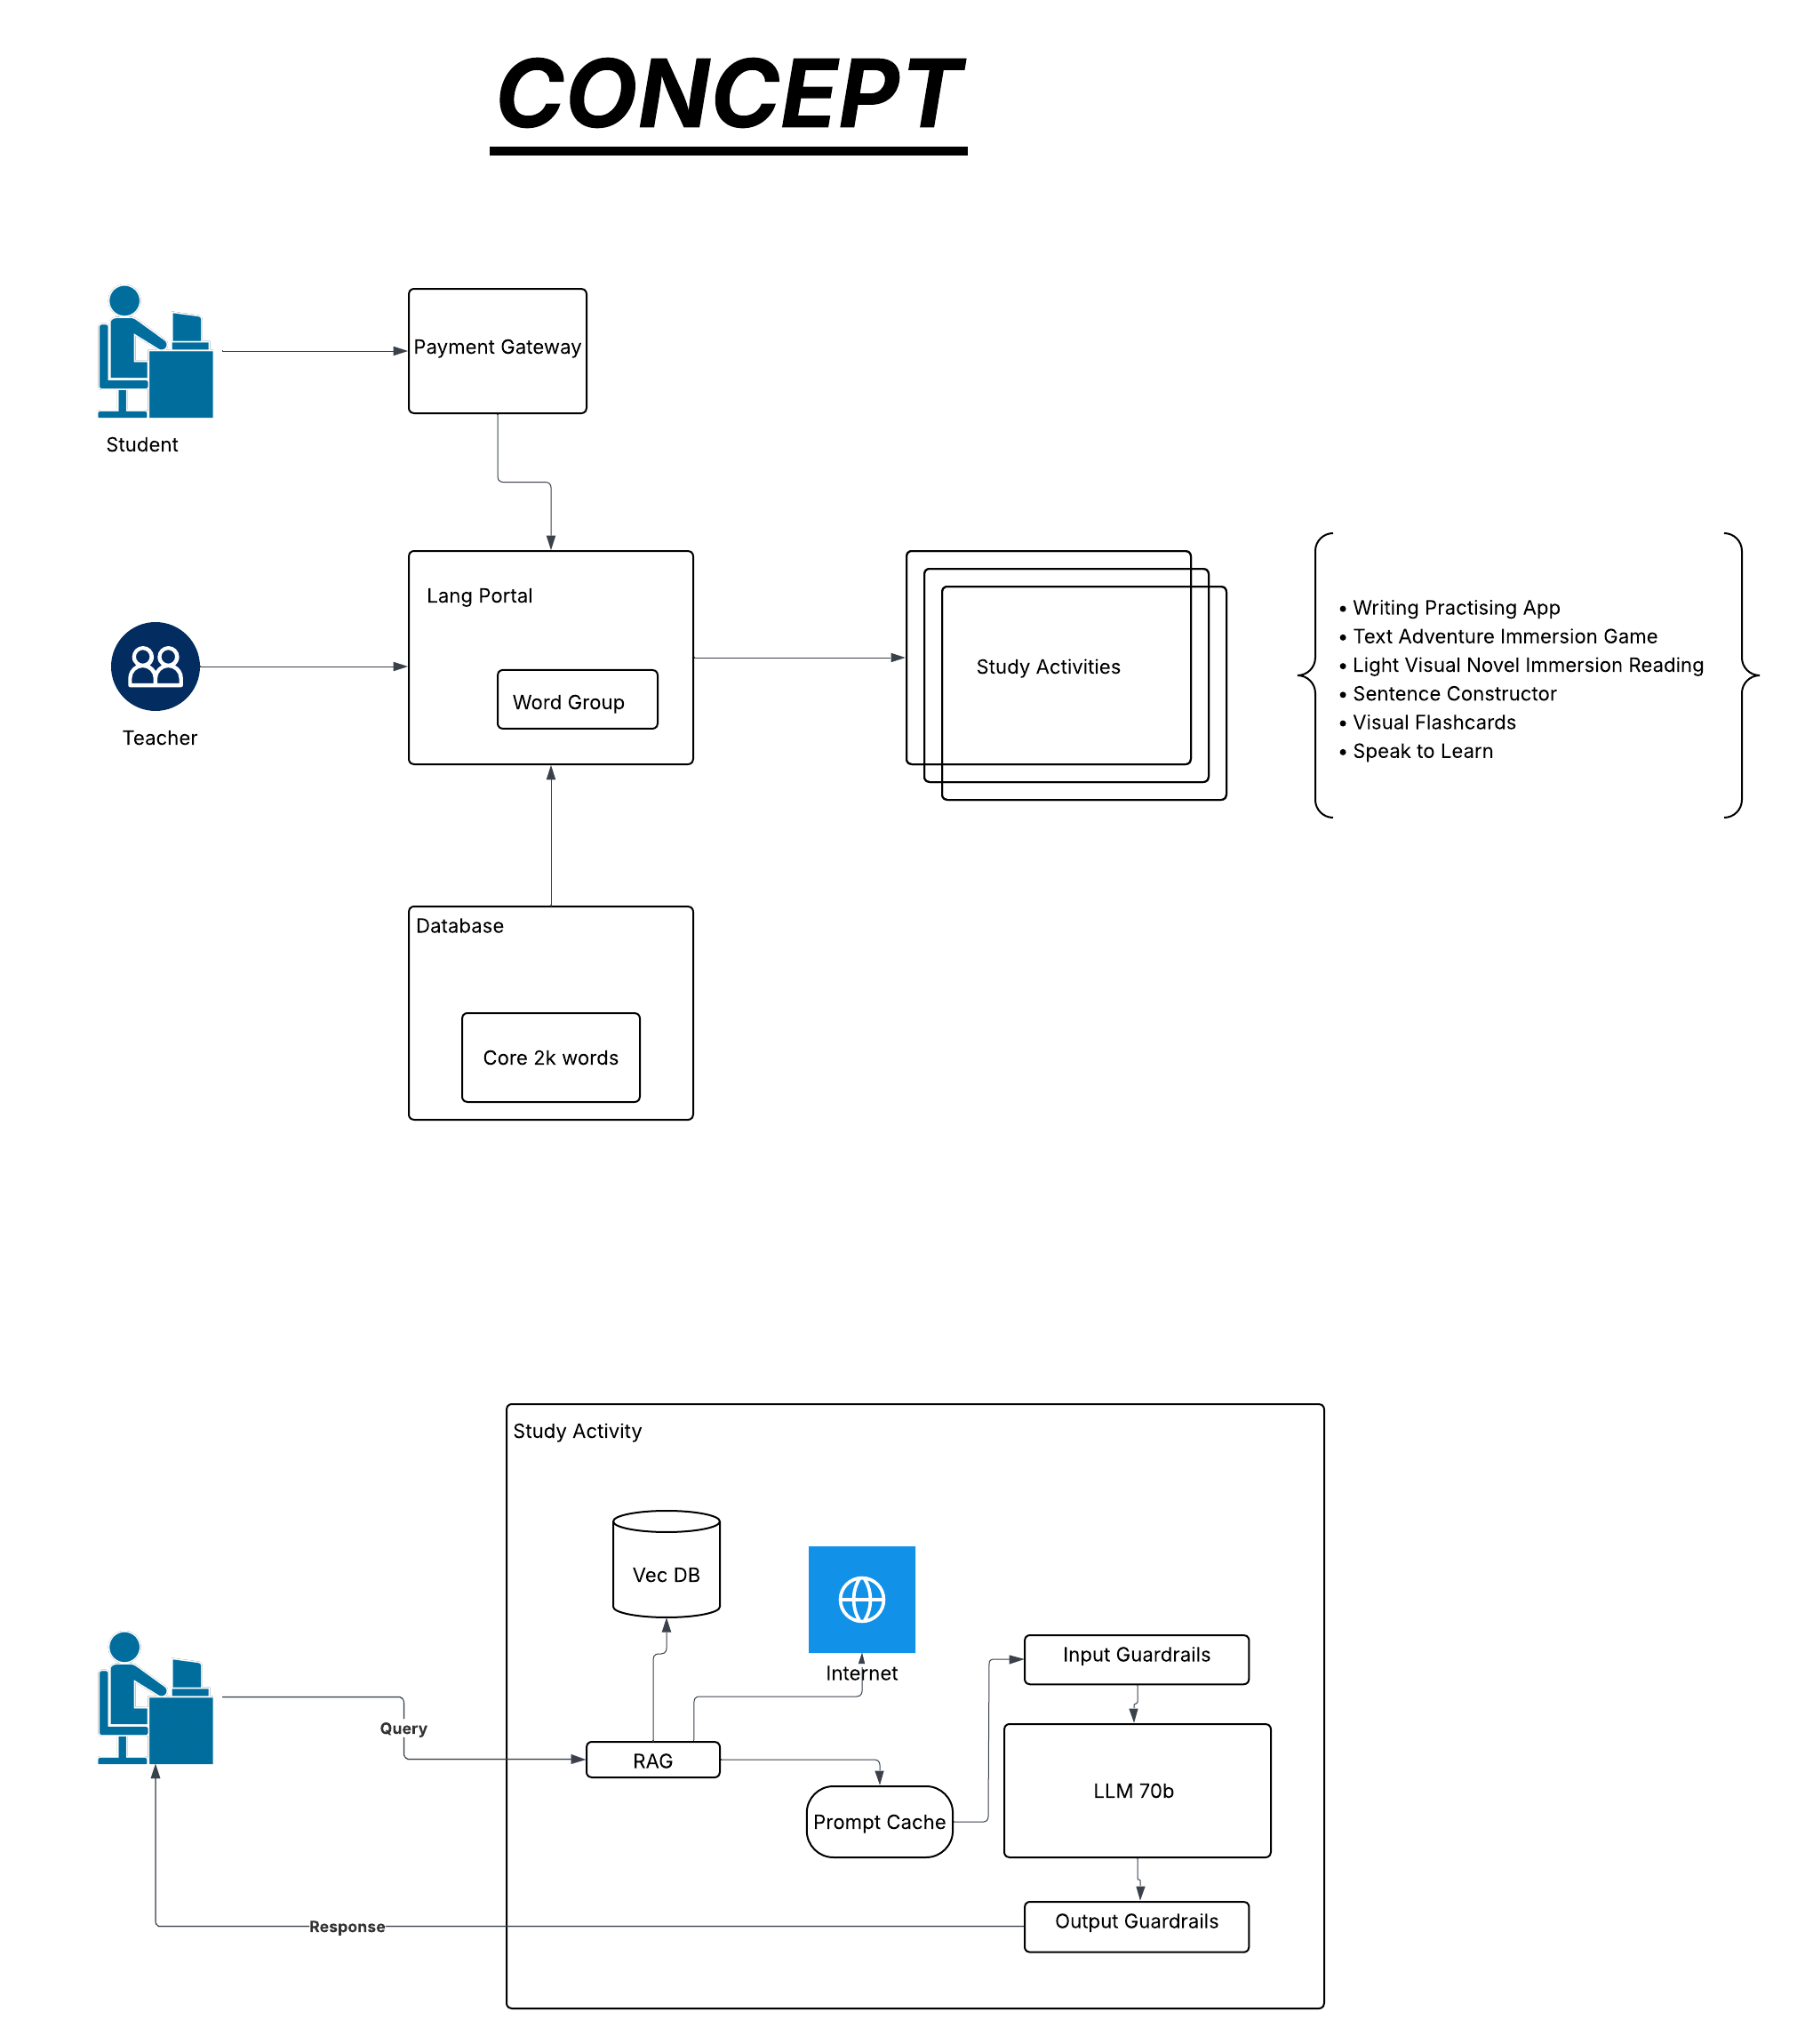 CONCEPT
Payment Gateway
Student
Lang Portal
Word Group
Teacher
Study Activities
• Writing Practising App
• Text Adventure Immersion Game
• Light Visual Novel Immersion Reading
• Sentence Constructor
• Visual Flashcards
• Speak to Learn
Database
Core 2k words
Study Activity
Vec DB
Internet
Input Guardrails
Query
RAG
LLM 70b
Prompt Cache
Output Guardrails
Response